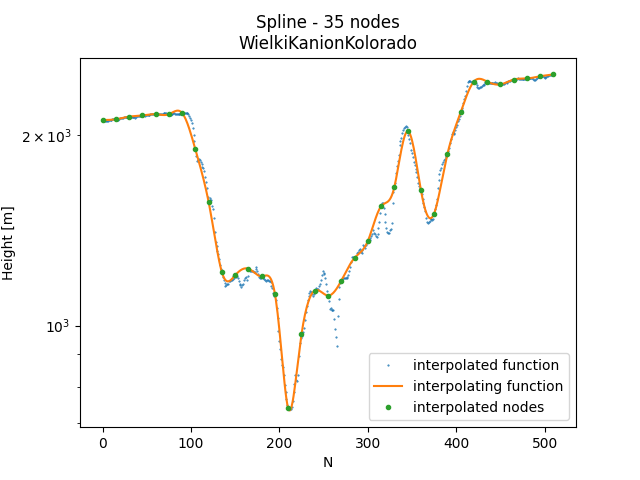 Spline - 35 nodes
WielkiKanionKolorado
Height [m]
2 × 10³
10³
interpolated function
interpolating function
interpolated nodes
0 100 200 300 400 500
N